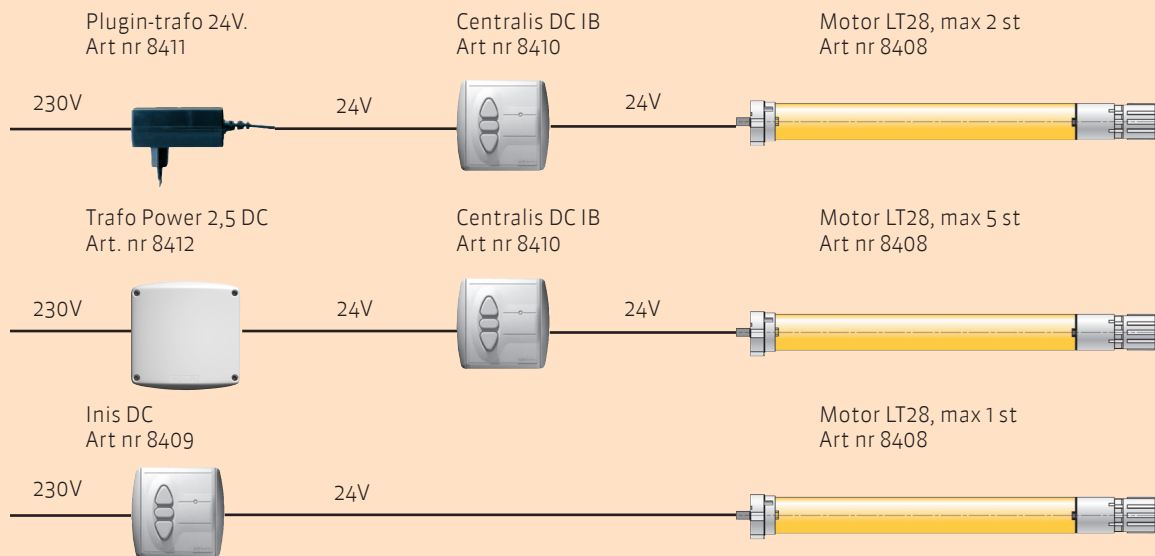 Plugin-trafo 24V.
Art nr 8411
Centralis DC IB
Art nr 8410
Motor LT28, max 2 st
Art nr 8408
230V
24V
24V
Trafo Power 2,5 DC
Art. nr 8412
Centralis DC IB
Art nr 8410
Motor LT28, max 5 st
Art nr 8408
230V
24V
24V
Inis DC
Art nr 8409
Motor LT28, max 1 st
Art nr 8408
230V
24V